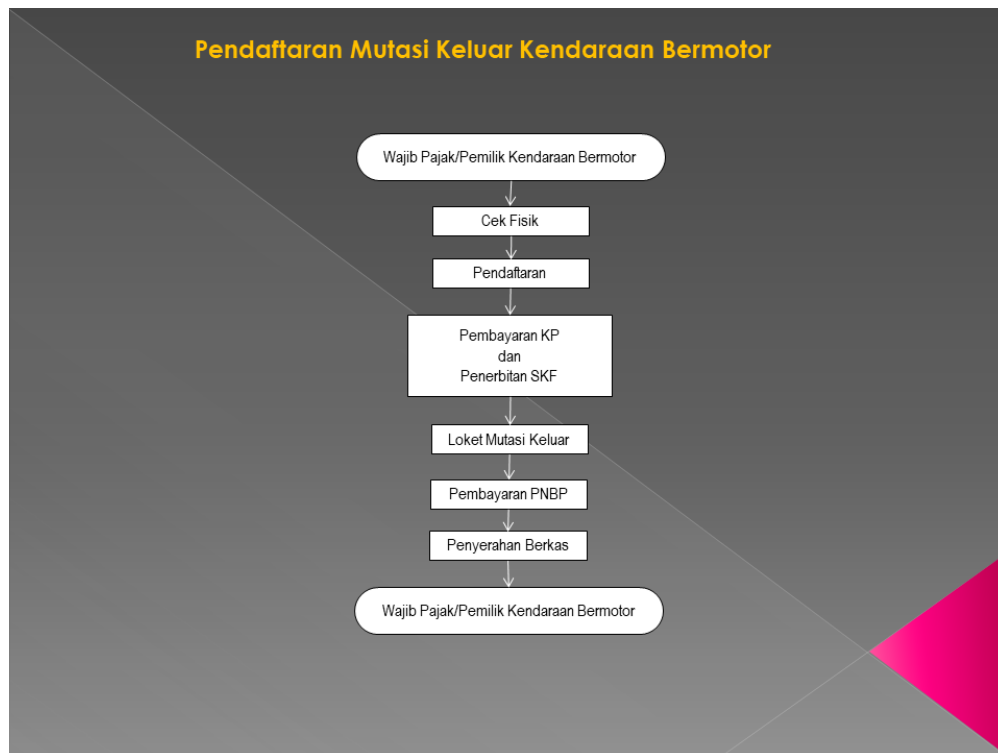 Pendaftaran Mutasi Keluar Kendaraan Bermotor
Wajib Pajak/Pemilik Kendaraan Bermotor
Cek Fisik
Pendaftaran
Pembayaran KP
dan
Penerbitan SKF
Loket Mutasi Keluar
Pembayaran PNBP
Penyerahan Berkas
Wajib Pajak/Pemilik Kendaraan Bermotor